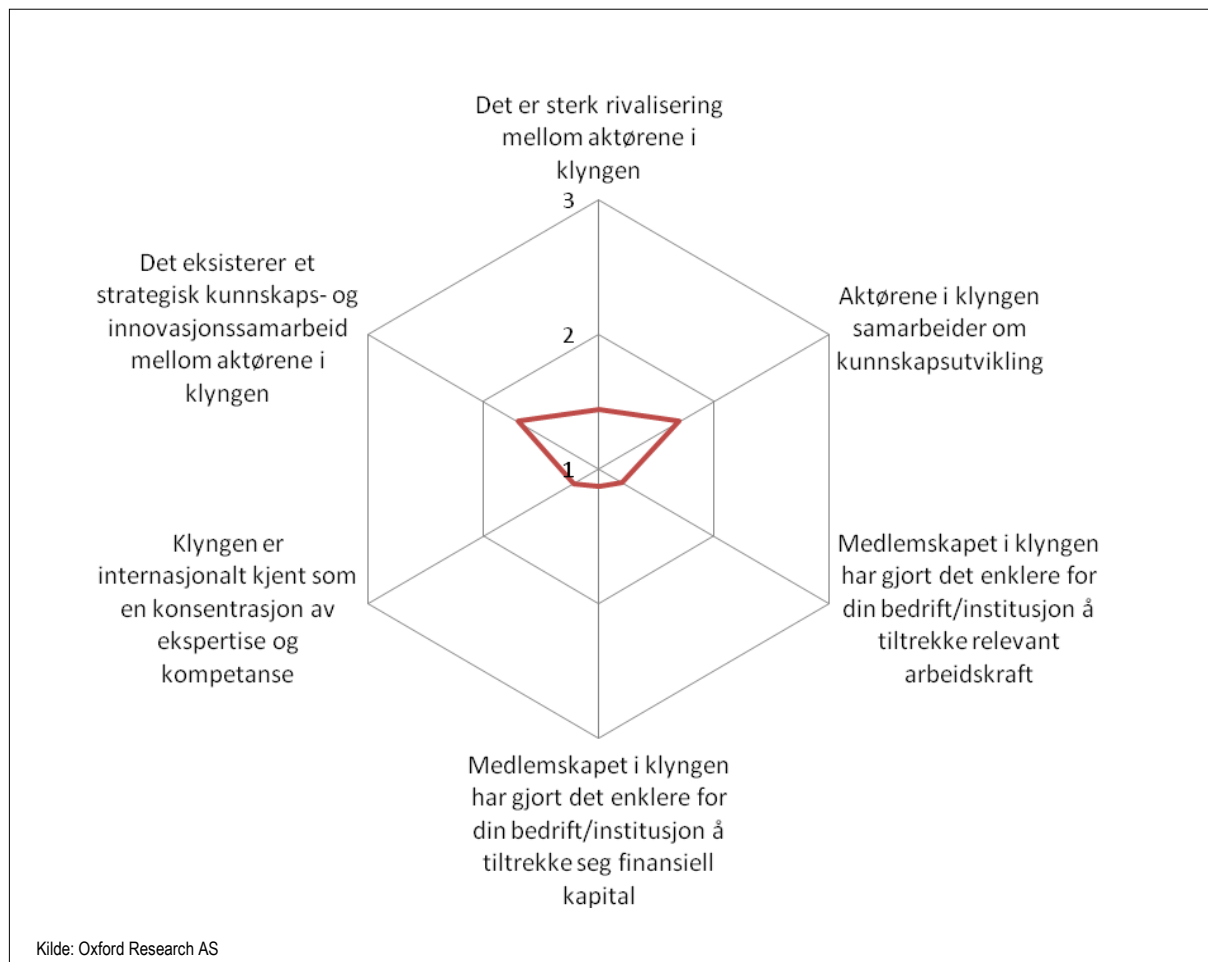 Det er sterk rivalisering
mellom aktørene i
klyngen
3
2
1
Aktørene i klyngen
samarbeider om
kunnskapsutvikling
Medlemskapet i klyngen
har gjort det enklere for
din bedrift/institusjon å
tiltrekke relevant
arbeidskraft
Medlemskapet i klyngen
har gjort det enklere for
din bedrift/institusjon å
tiltrekke seg finansiell
kapital
Klyngen er
internasjonalt kjent som
en konsentrasjon av
ekspertise og
kompetanse
Det eksisterer et
strategisk kunnskaps- og
innovasjonssamarbeid
mellom aktørene i
klyngen
Kilde: Oxford Research AS